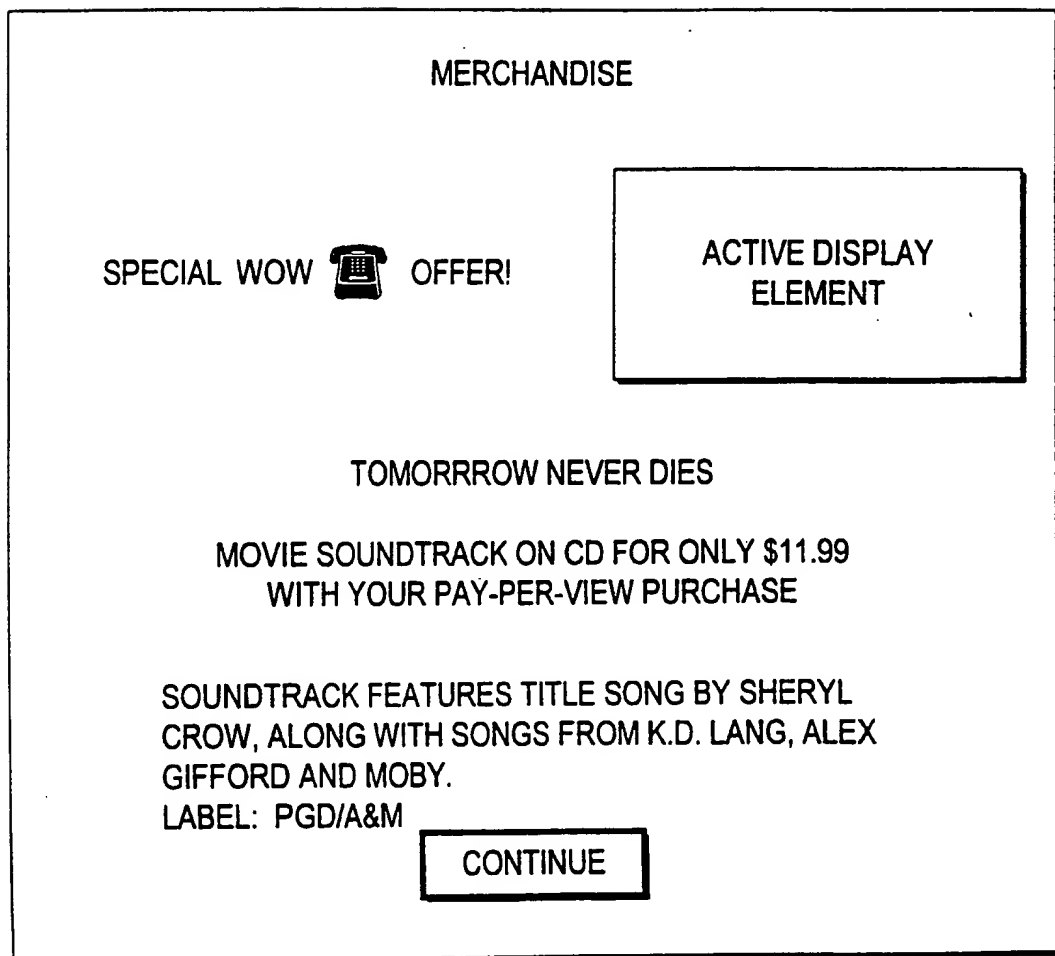 MERCHANDISE
SPECIAL WOW OFFER!
ACTIVE DISPLAY
ELEMENT
TOMORRROW NEVER DIES
MOVIE SOUNDTRACK ON CD FOR ONLY $11.99
WITH YOUR PAY-PER-VIEW PURCHASE
SOUNDTRACK FEATURES TITLE SONG BY SHERYL
CROW, ALONG WITH SONGS FROM K.D. LANG, ALEX
GIFFORD AND MOBY.
LABEL: PGD/A&M
CONTINUE